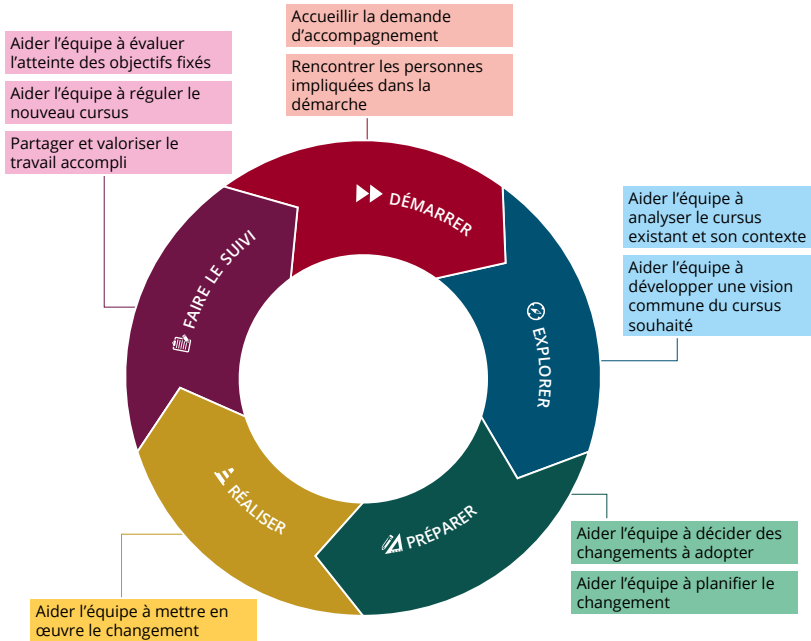 Accueillir la demande
d’accompagnement
Rencontrer les personnes
impliquées dans la
démarche
Aider l’équipe à évaluer
l’atteinte des objectifs fixés
Aider l’équipe à réguler le
nouveau cursus
Partager et valoriser le
travail accompli
DÉMARRER
Aider l’équipe à
analyser le cursus
existant et son contexte
Aider l’équipe à
développer une vision
commune du cursus
souhaité
EXPLORER
FAIRE LE SUIVI
RÉALISER
PRÉPARER
Aider l’équipe à décider des
changements à adopter
Aider l’équipe à planifier le
changement
Aider l’équipe à mettre en
œuvre le changement